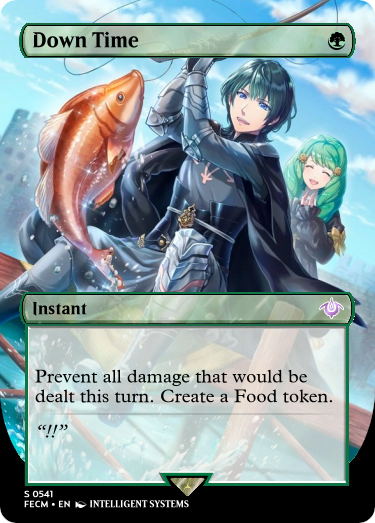 Down Time
Instant
Prevent all damage that would be
dealt this turn. Create a Food token.
“!!”
S 0541
FECM • EN INTELLIGENT SYSTEMS